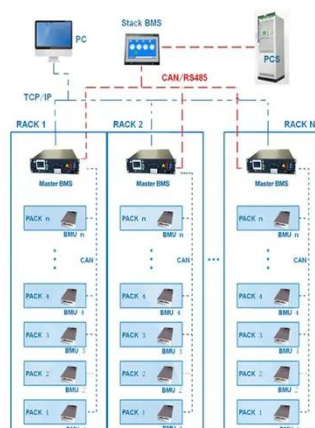 PC
Stack BMS
PCS
CAN/RS485
TCP/IP
RACK 1
RACK 2
RACK N
Master BMS
Master BMS
Master BMS
PACK n
BMU n
PACK n
BMU n
PACK n
BMU n
CAN
CAN
CAN
PACK 4
BMU 4
PACK 4
BMU 4
PACK 4
BMU 4
PACK 3
BMU 3
PACK 3
BMU 3
PACK 3
BMU 3
PACK 2
BMU 2
PACK 2
BMU 2
PACK 2
BMU 2
PACK 1
PACK 1
PACK 1